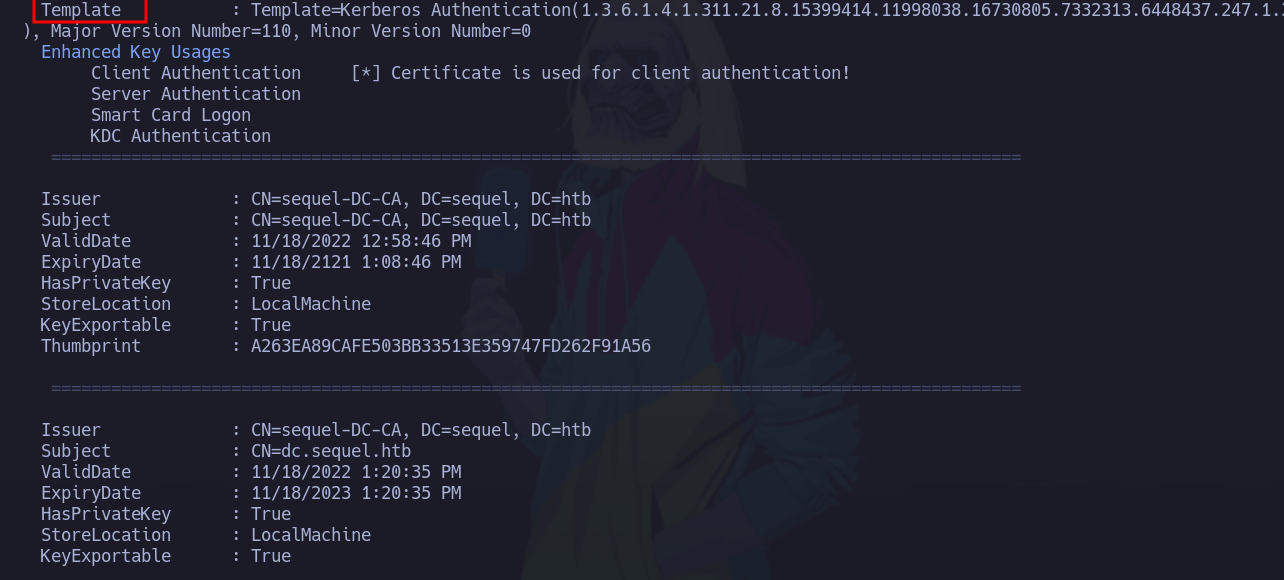 Template : Template=Kerberos Authentication(1.3.6.1.4.1.311.21.8.15399414.11998038.16730805.7332313.6448437.247.1.
), Major Version Number=110, Minor Version Number=0
Enhanced Key Usages
Client Authentication [*] Certificate is used for client authentication!
Server Authentication
Smart Card Logon
KDC Authentication
=================================================================================================
Issuer : CN=sequel-DC-CA, DC=sequel, DC=htb
Subject : CN=sequel-DC-CA, DC=sequel, DC=htb
ValidDate : 11/18/2022 12:58:46 PM
ExpiryDate : 11/18/2121 1:08:46 PM
HasPrivateKey : True
StoreLocation : LocalMachine
KeyExportable : True
Thumbprint : A263EA89CAFE503BB33513E359747FD262F91A56
=================================================================================================
Issuer : CN=sequel-DC-CA, DC=sequel, DC=htb
Subject : CN=dc.sequel.htb
ValidDate : 11/18/2022 1:20:35 PM
ExpiryDate : 11/18/2023 1:20:35 PM
HasPrivateKey : True
StoreLocation : LocalMachine
KeyExportable : True